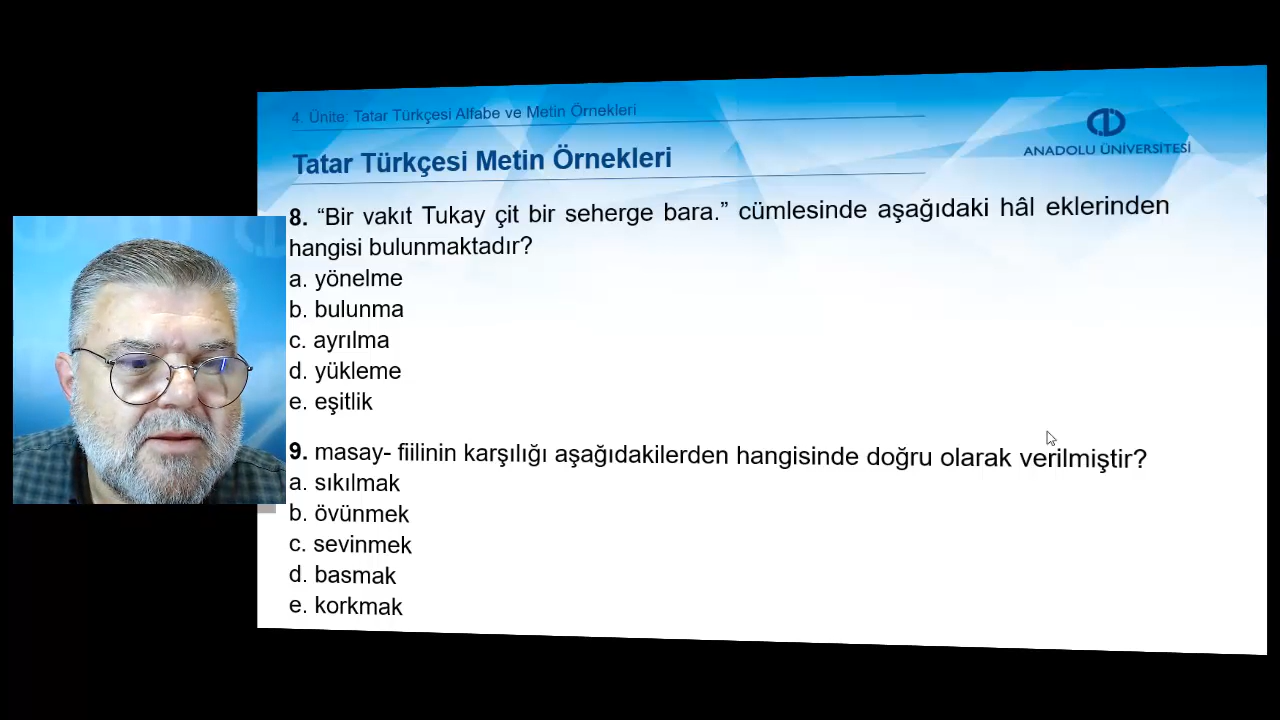 4. Ünite: Tatar Türkçesi Alfabe ve Metin Örnekleri
ANADOLU ÜNİVERSİTESİ
Tatar Türkçesi Metin Örnekleri
8. “Bir vakıt Tukay çit bir seherge bara.” cümlesinde aşağıdaki hâl eklerinden
hangisi bulunmaktadır?
a. yönelme
b. bulunma
c. ayrılma
d. yükleme
e. eşitlik
9. masay- fiilinin karşılığı aşağıdakilerden hangisinde doğru olarak verilmiştir?
a. sıkılmak
b. övünmek
c. sevinmek
d. basmak
e. korkmak